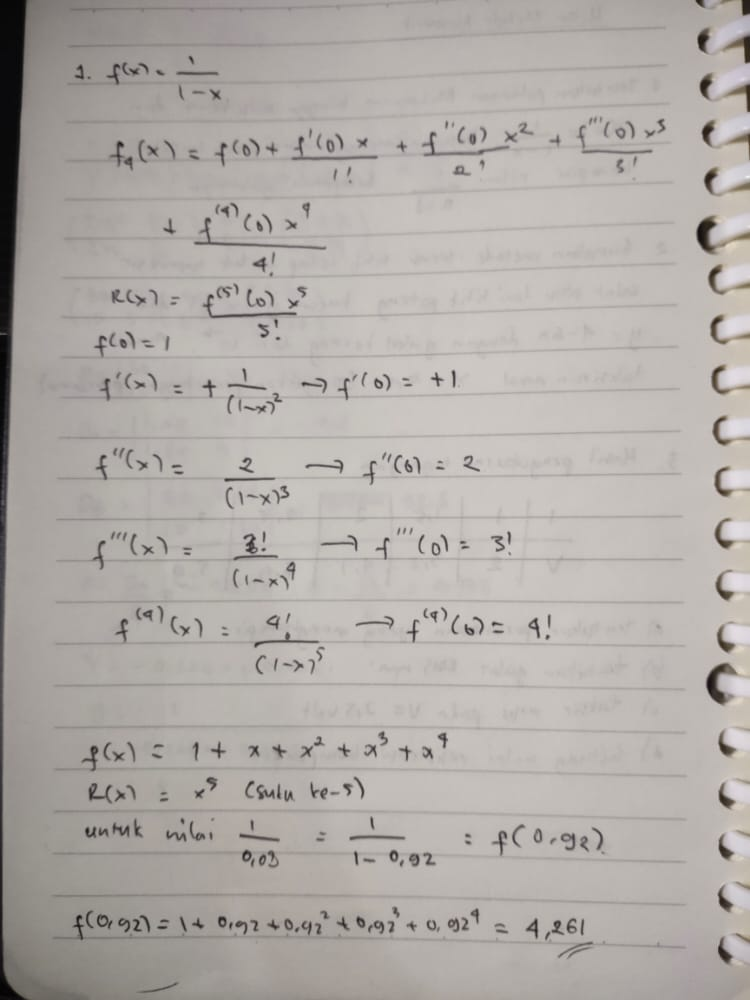 1. f(x) = 1/(1-x)
f₄(x) = f(0) + f'(0) x/1! + f''(0) x²/2! + f'''(0) x³/3!
+ f⁽⁴⁾(0) x⁴/4!
R(x) = f⁽⁵⁾(0) x⁵/5!
f(0) = 1
f'(x) = + 1/(1-x)² → f'(0) = +1
f''(x) = 2/(1-x)³ → f''(0) = 2
f'''(x) = 3!/(1-x)⁴ → f'''(0) = 3!
f⁽⁴⁾(x) = 4!/(1-x)⁵ → f⁽⁴⁾(0) = 4!
f(x) = 1 + x + x² + x³ + x⁴
R(x) = x⁵ (suku ke-5)
untuk nilai 1/0,03 = 1/(1-0,92) = f(0,92)
f(0,92) = 1 + 0,92 + 0,92² + 0,92³ + 0,92⁴ = 4,261